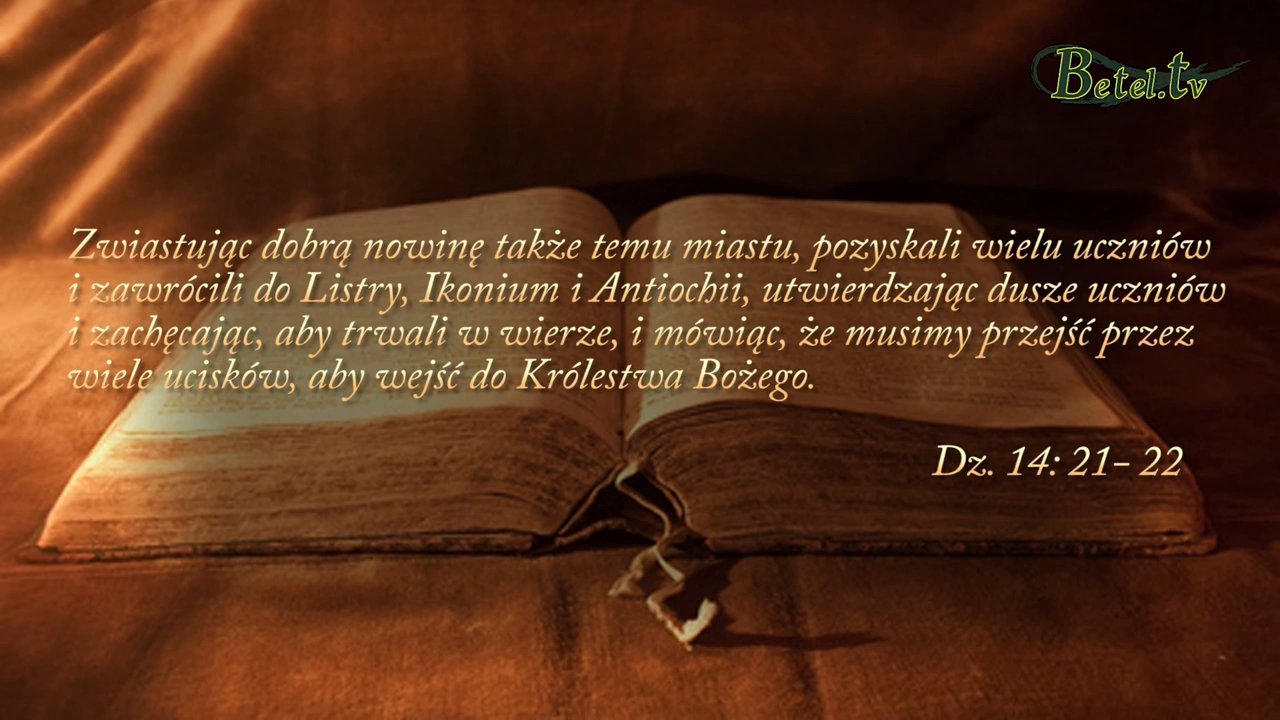 Betel.tv
Zwiastując dobrą nowinę także temu miastu, pozyskali wielu uczniów
i zawrócili do Listry, Ikonium i Antiochii, utwierdzając dusze uczniów
i zachęcając, aby trwali w wierze, i mówiąc, że musimy przejść przez
wiele ucisków, aby wejść do Królestwa Bożego.
Dz. 14: 21- 22